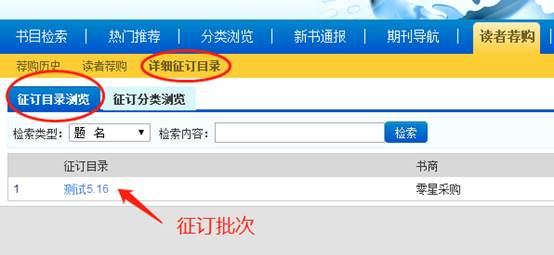 书目检索 热门推荐 分类浏览 新书通报 期刊导航 读者荐购
荐购历史 读者荐购 详细征订目录
征订目录浏览 征订分类浏览
检索类型: 题 名 检索内容: 检索
征订目录 书商
1 测试5.16 零星采购
征订批次